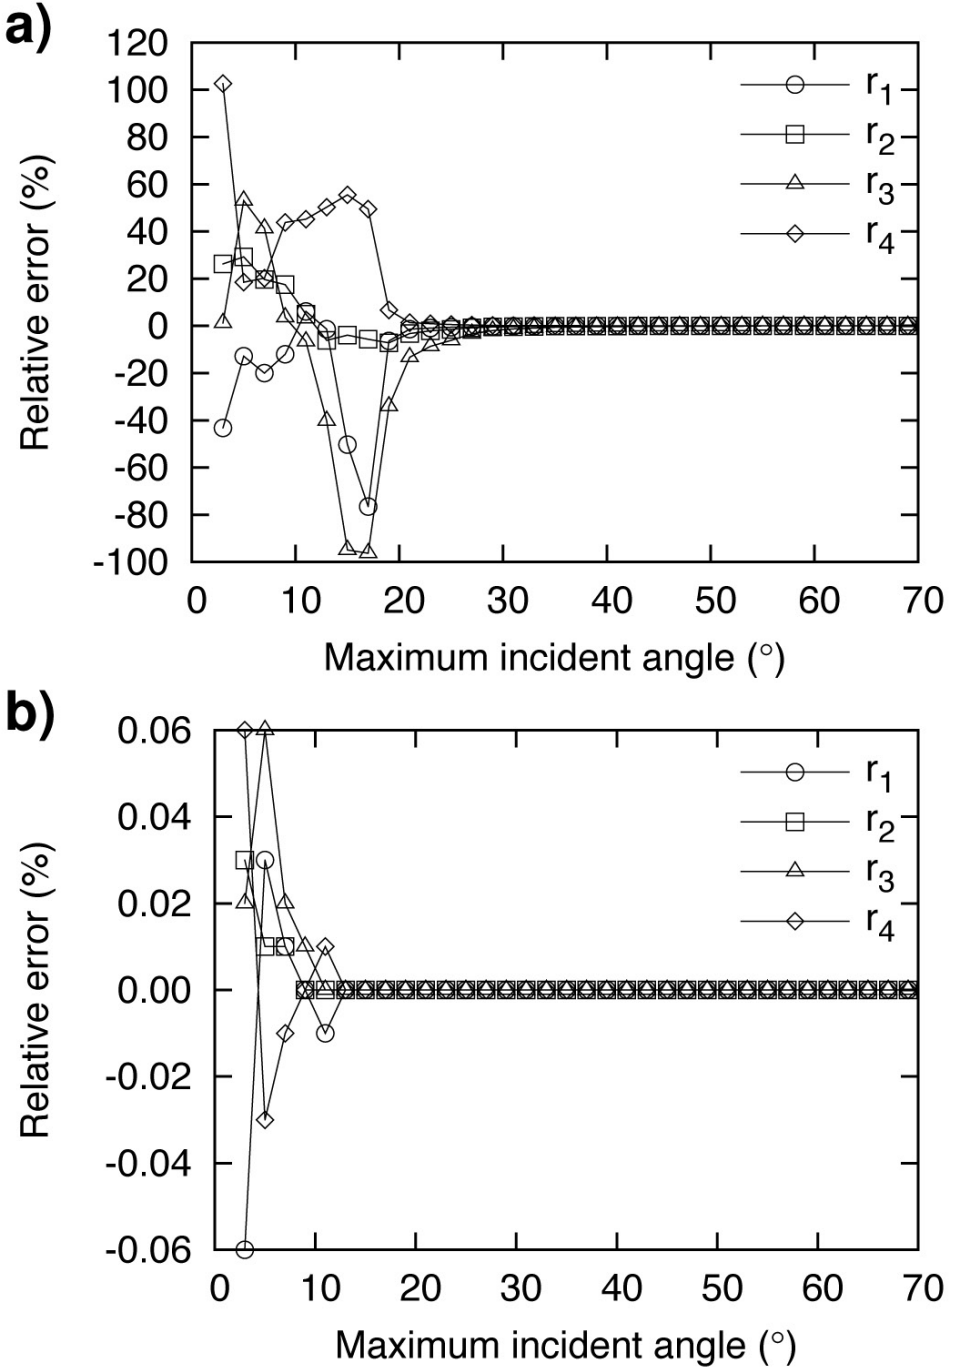 a)
Relative error (%)
120
100
80
60
40
20
0
-20
-40
-60
-80
-100
0 10 20 30 40 50 60 70
Maximum incident angle (°)
r1
r2
r3
r4
b)
Relative error (%)
0.06
0.04
0.02
0.00
-0.02
-0.04
-0.06
0 10 20 30 40 50 60 70
Maximum incident angle (°)
r1
r2
r3
r4